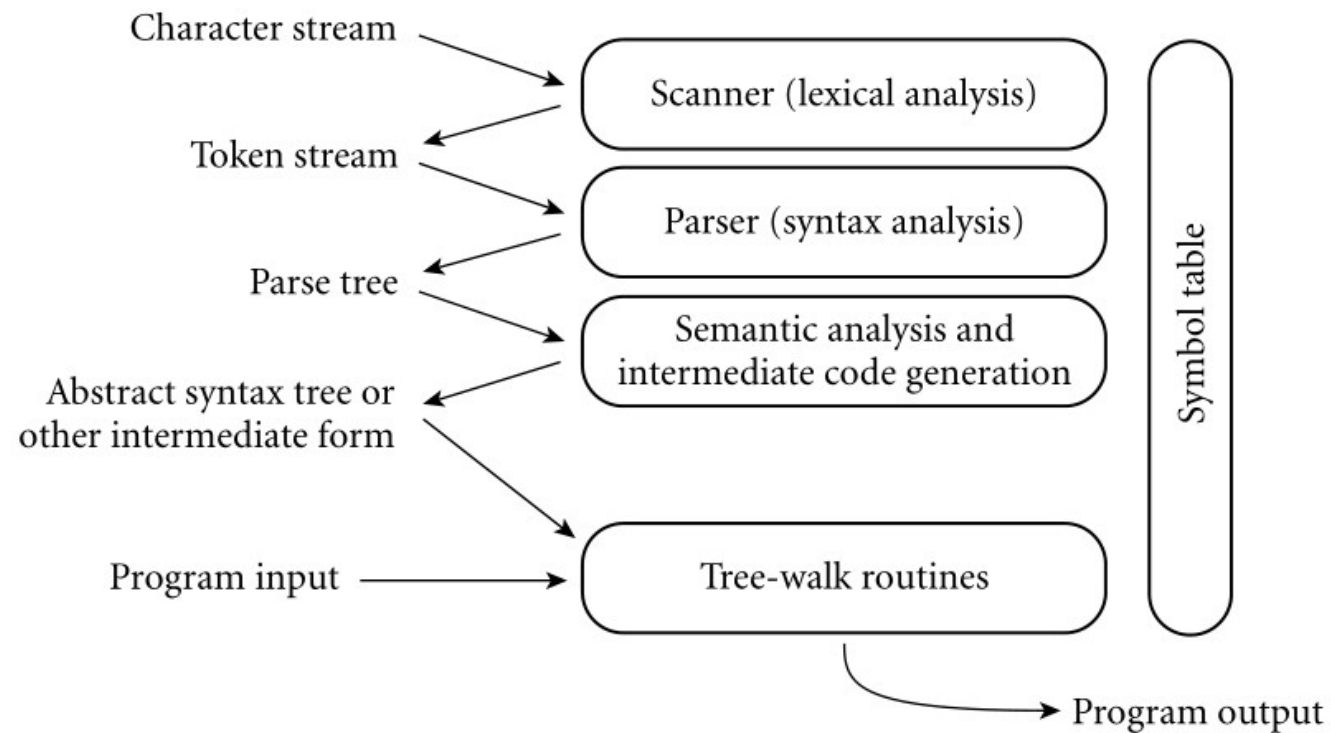 Character stream
Scanner (lexical analysis)
Token stream
Parser (syntax analysis)
Parse tree
Semantic analysis and
intermediate code generation
Abstract syntax tree or
other intermediate form
Program input
Tree-walk routines
Symbol table
Program output